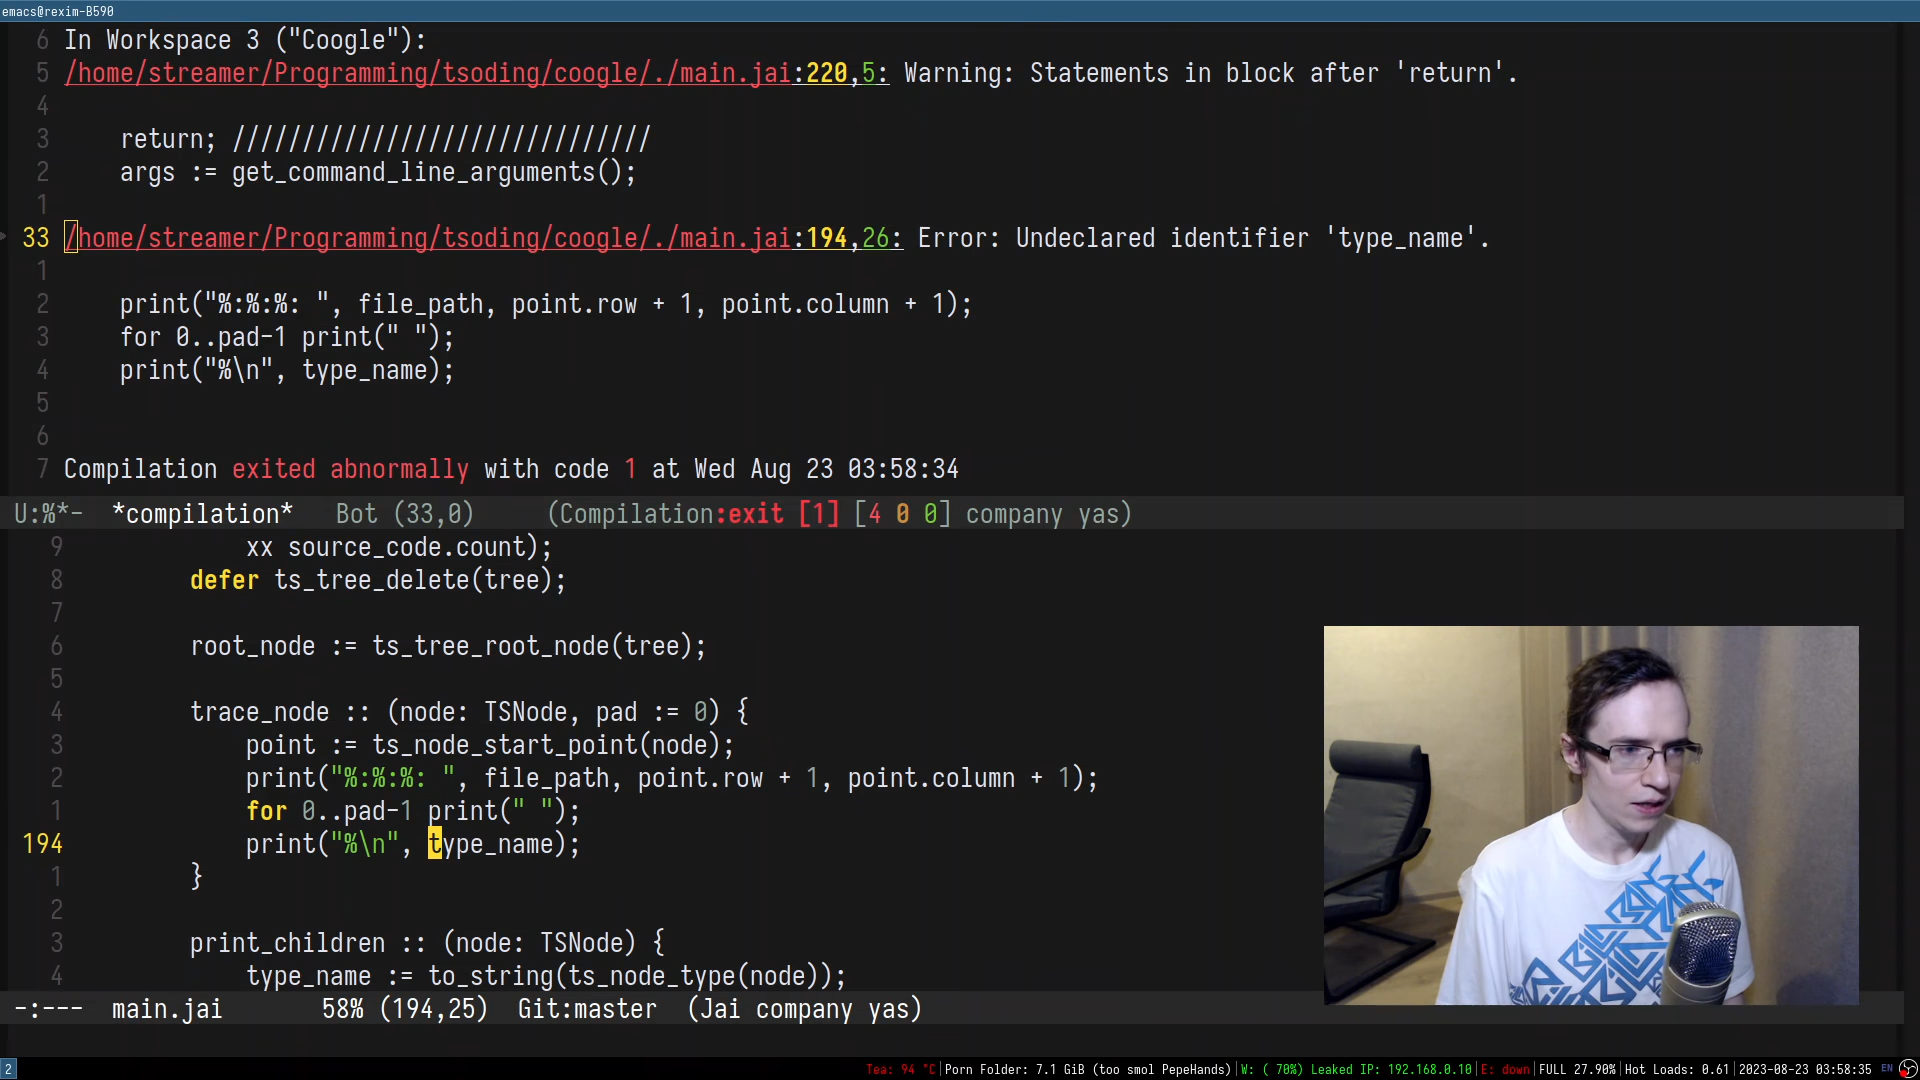 emacs@rexim-B590
6 In Workspace 3 ("Coogle"):
5 /home/streamer/Programming/tsoding/coogle/./main.jai:220,5: Warning: Statements in block after 'return'.
4
3     return; //////////////////////////////
2     args := get_command_line_arguments();
1
33 /home/streamer/Programming/tsoding/coogle/./main.jai:194,26: Error: Undeclared identifier 'type_name'.
1
2     print("%:%:%: ", file_path, point.row + 1, point.column + 1);
3     for 0..pad-1 print(" ");
4     print("%\n", type_name);
5
6
7 Compilation exited abnormally with code 1 at Wed Aug 23 03:58:34
U:%*-  *compilation*   Bot (33,0)     (Compilation:exit [1] [4 0 0] company yas)
9             xx source_code.count);
8         defer ts_tree_delete(tree);
7
6         root_node := ts_tree_root_node(tree);
5
4         trace_node :: (node: TSNode, pad := 0) {
3             point := ts_node_start_point(node);
2             print("%:%:%: ", file_path, point.row + 1, point.column + 1);
1             for 0..pad-1 print(" ");
194             print("%\n", type_name);
1         }
2
3         print_children :: (node: TSNode) {
4             type_name := to_string(ts_node_type(node));
-:---  main.jai       58% (194,25)  Git:master  (Jai company yas)
2 Tea: 94 °C|Porn Folder: 7.1 GiB (too smol PepeHands)|W: ( 70%) Leaked IP: 192.168.0.10|E: down|FULL 27.90%|Hot Loads: 0.61|2023-08-23 03:58:35 EN